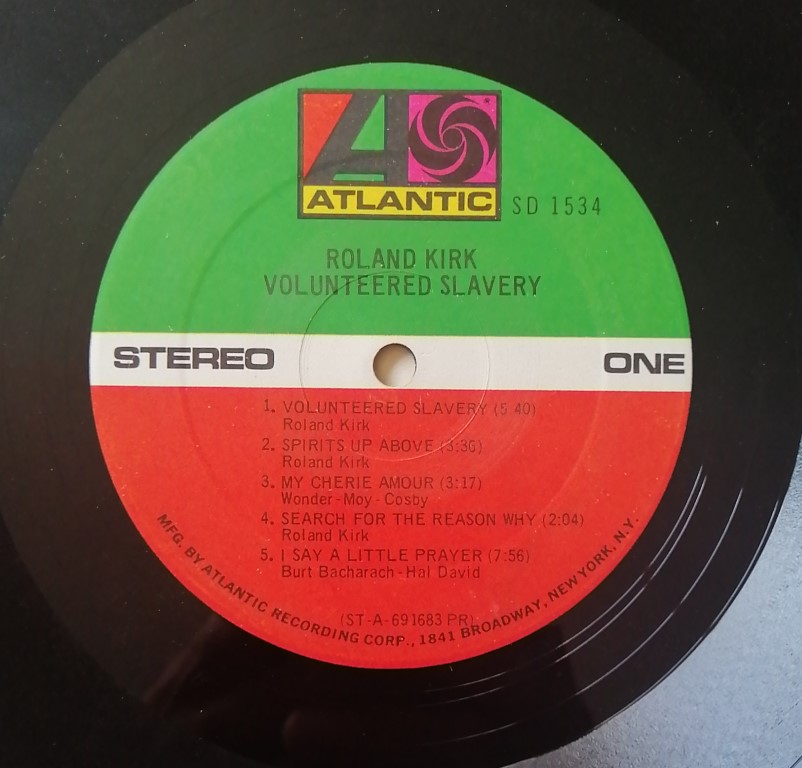 ATLANTIC
SD 1534
ROLAND KIRK
VOLUNTEERED SLAVERY
STEREO
ONE
1. VOLUNTEERED SLAVERY (5 40)
Roland Kirk
2. SPIRITS UP ABOVE (3:36)
Roland Kirk
3. MY CHERIE AMOUR (3:17)
Wonder-Moy-Cosby
4. SEARCH FOR THE REASON WHY (2:04)
Roland Kirk
5. I SAY A LITTLE PRAYER (7:56)
Burt Bacharach-Hal David
(ST-A-691683 PR)
MFG. BY ATLANTIC RECORDING CORP., 1841 BROADWAY, NEW YORK, N.Y.